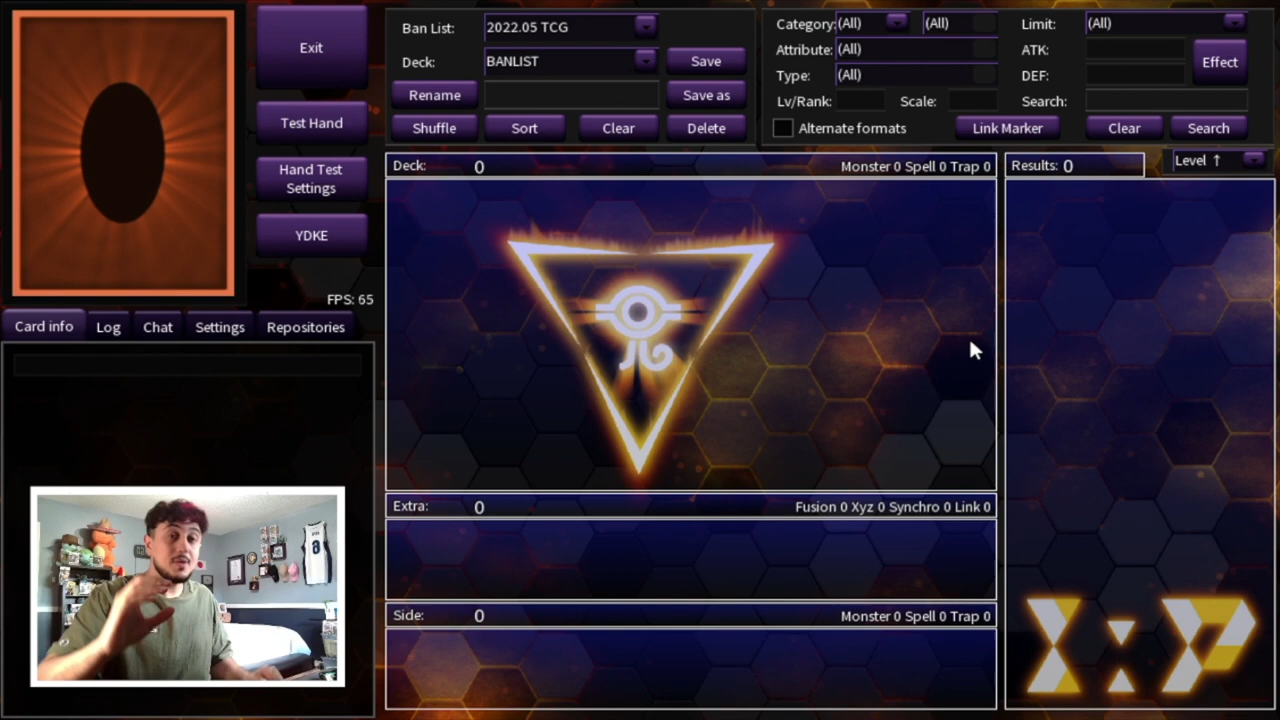 Exit
Test Hand
Hand Test
Settings
YDKE
FPS: 65
Card info
Log
Chat
Settings
Repositories
Ban List:
2022.05 TCG
Deck:
BANLIST
Save
Rename
Save as
Shuffle
Sort
Clear
Delete
Category:
(All)
(All)
Limit:
(All)
Attribute:
(All)
ATK:
Type:
(All)
DEF:
Effect
Lv/Rank:
Scale:
Search:
Alternate formats
Link Marker
Clear
Search
Deck: 0
Monster 0 Spell 0 Trap 0
Results: 0
Level ↑
Extra: 0
Fusion 0 Xyz 0 Synchro 0 Link 0
Side: 0
Monster 0 Spell 0 Trap 0
8
X:P